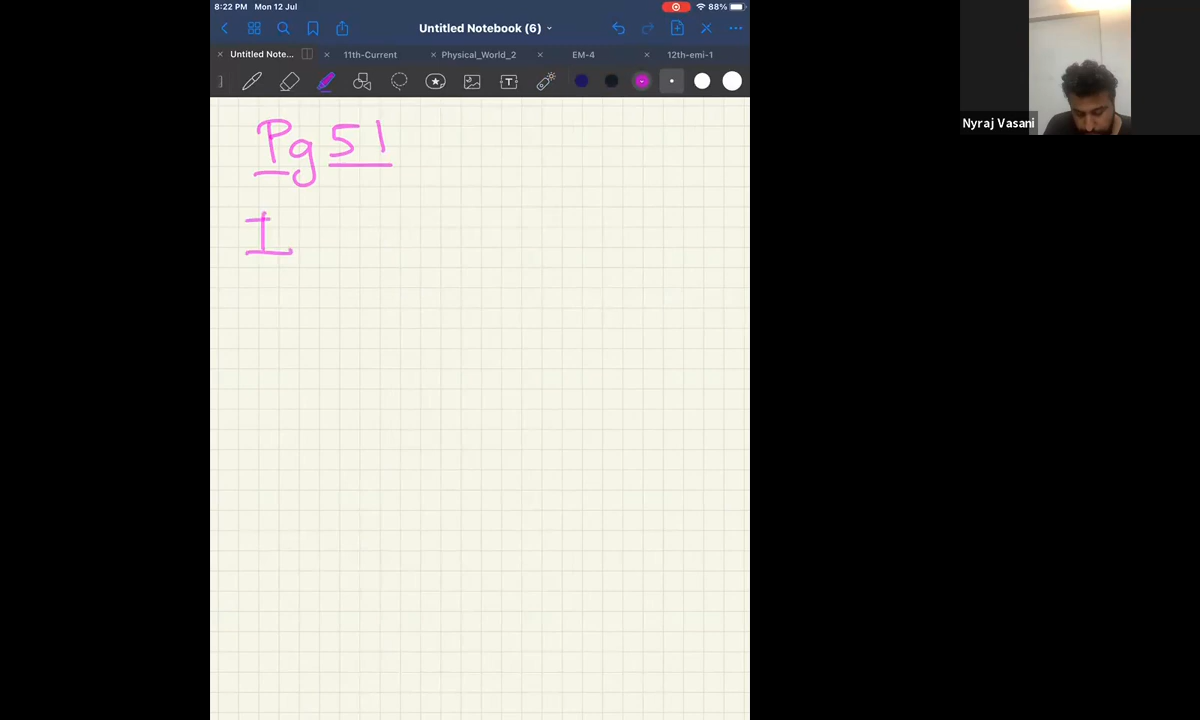 8:22 PM Mon 12 Jul 88%
Untitled Notebook (6)
Untitled Note... 11th-Current Physical_World_2 EM-4 12th-emi-1
Pg 51
I
Nyraj Vasani